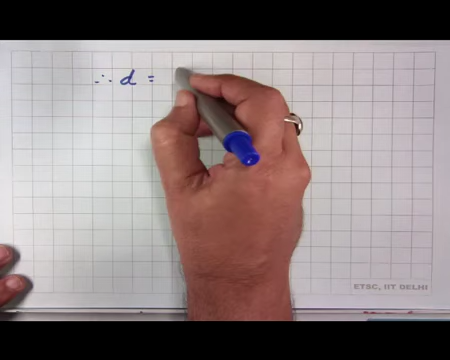 ∴ d =
ETSC, IIT DELHI